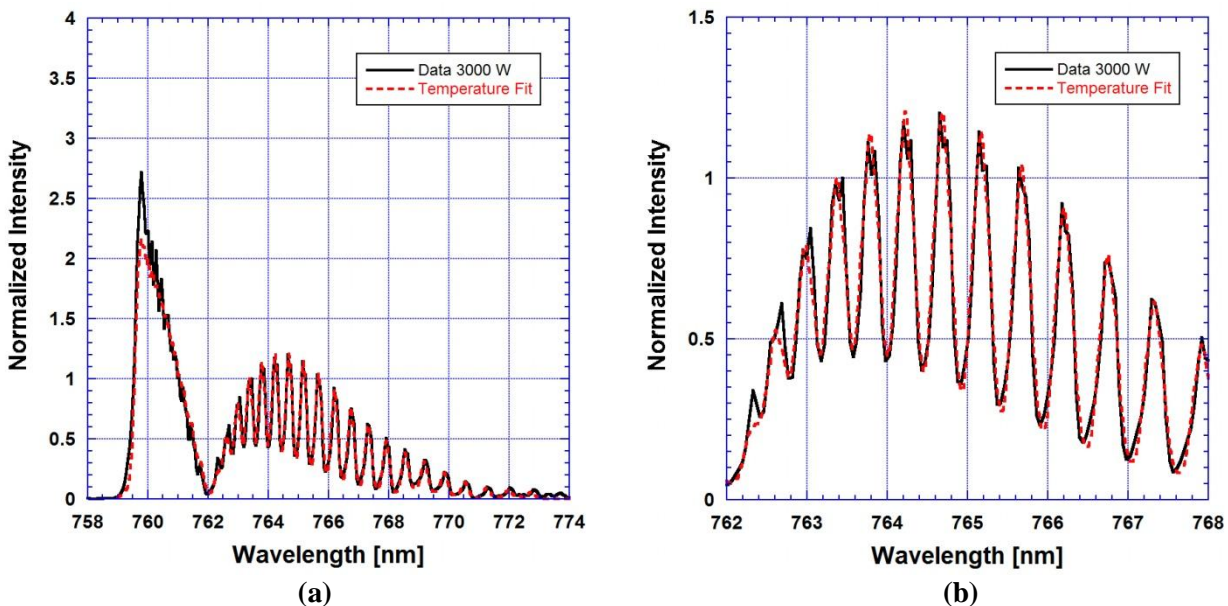 4
3.5
3
2.5
2
1.5
1
0.5
0
Normalized Intensity
Data 3000 W
Temperature Fit
758 760 762 764 766 768 770 772 774
Wavelength [nm]
(a)
1.5
1
0.5
0
Normalized Intensity
Data 3000 W
Temperature Fit
762 763 764 765 766 767 768
Wavelength [nm]
(b)